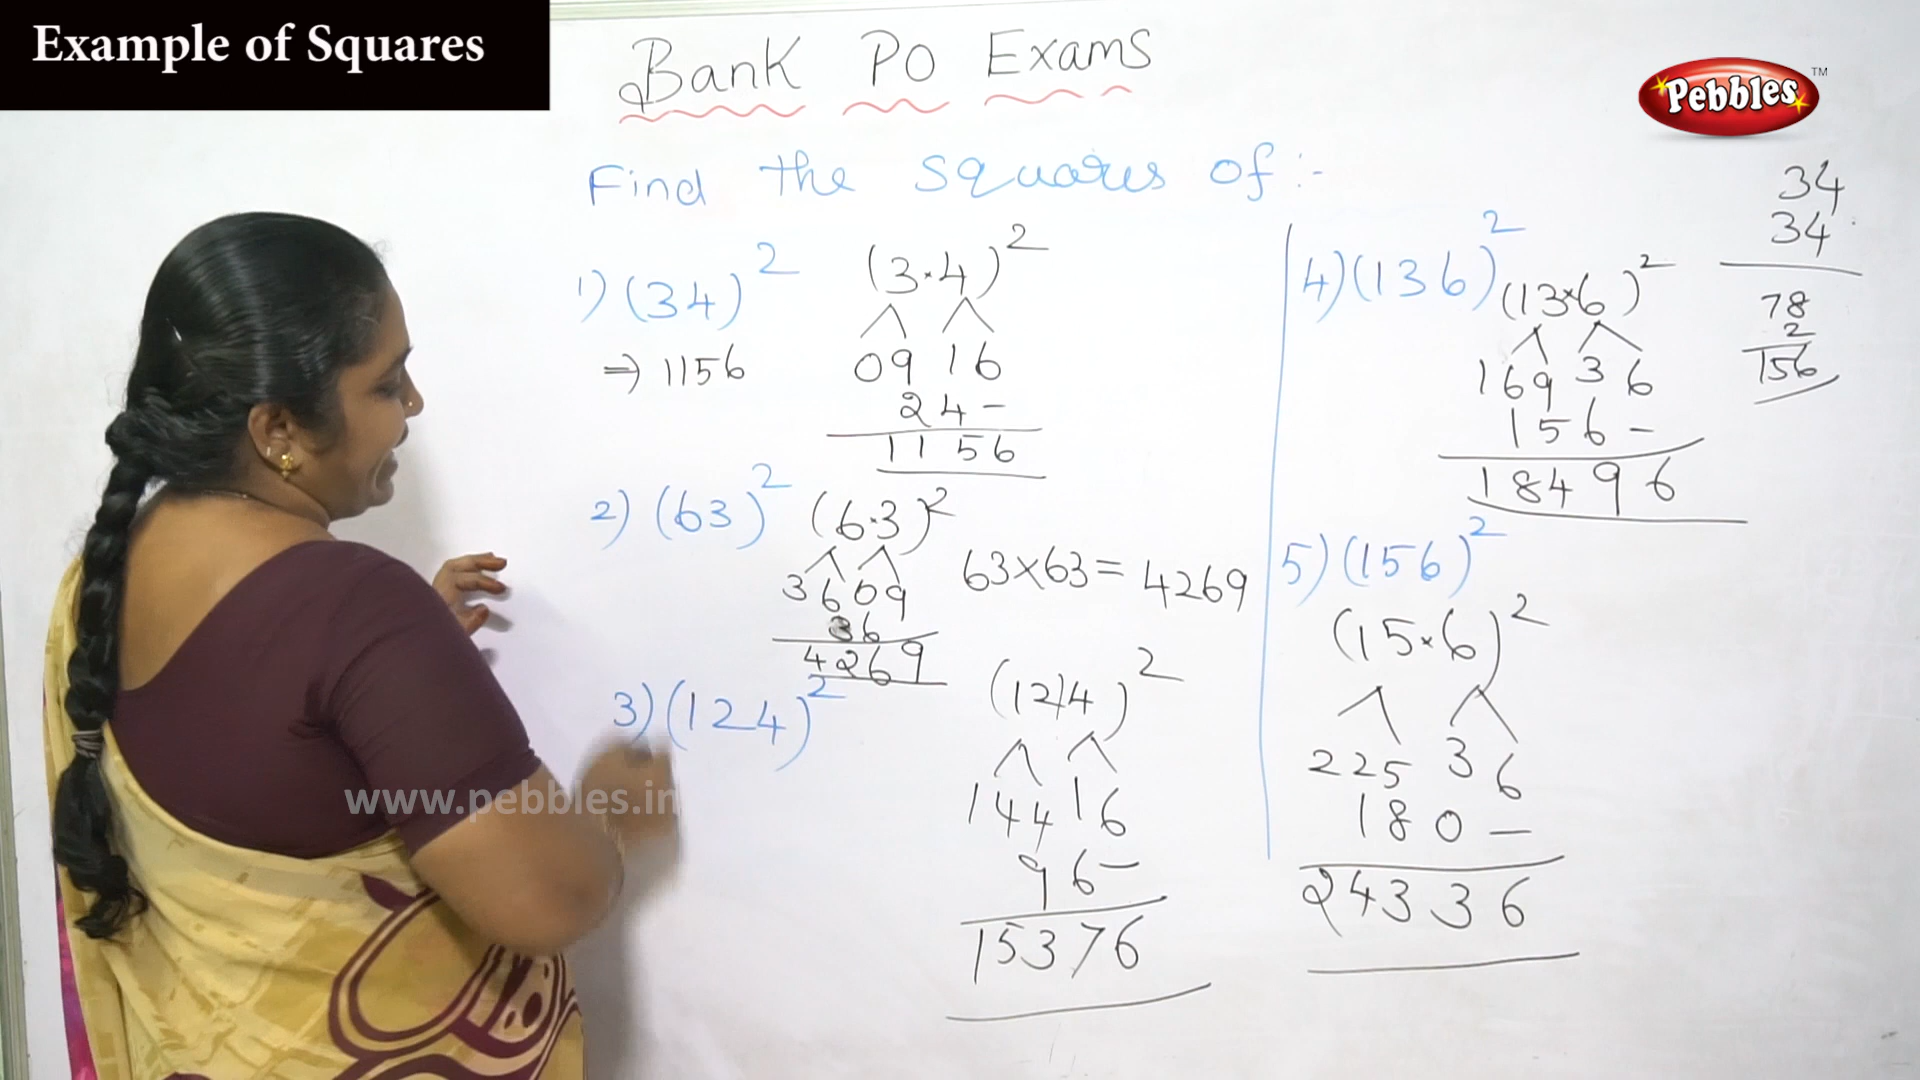 Example of Squares
Bank PO Exams
Pebbles™
Find the squares of :-
1) (34)² (3·4)²
09 16
24 –
1156
⇒ 1156
2) (63)² (6·3)²
36 09
36
4269
63×63 = 4269
3) (124)² (12/4)²
144 16
96 –
15376
4) (136)² (13×6)²
169 36
156 –
18496
34
34
78
2
156
5) (156)²
(15×6)²
225 36
180 –
24336
www.pebbles.in